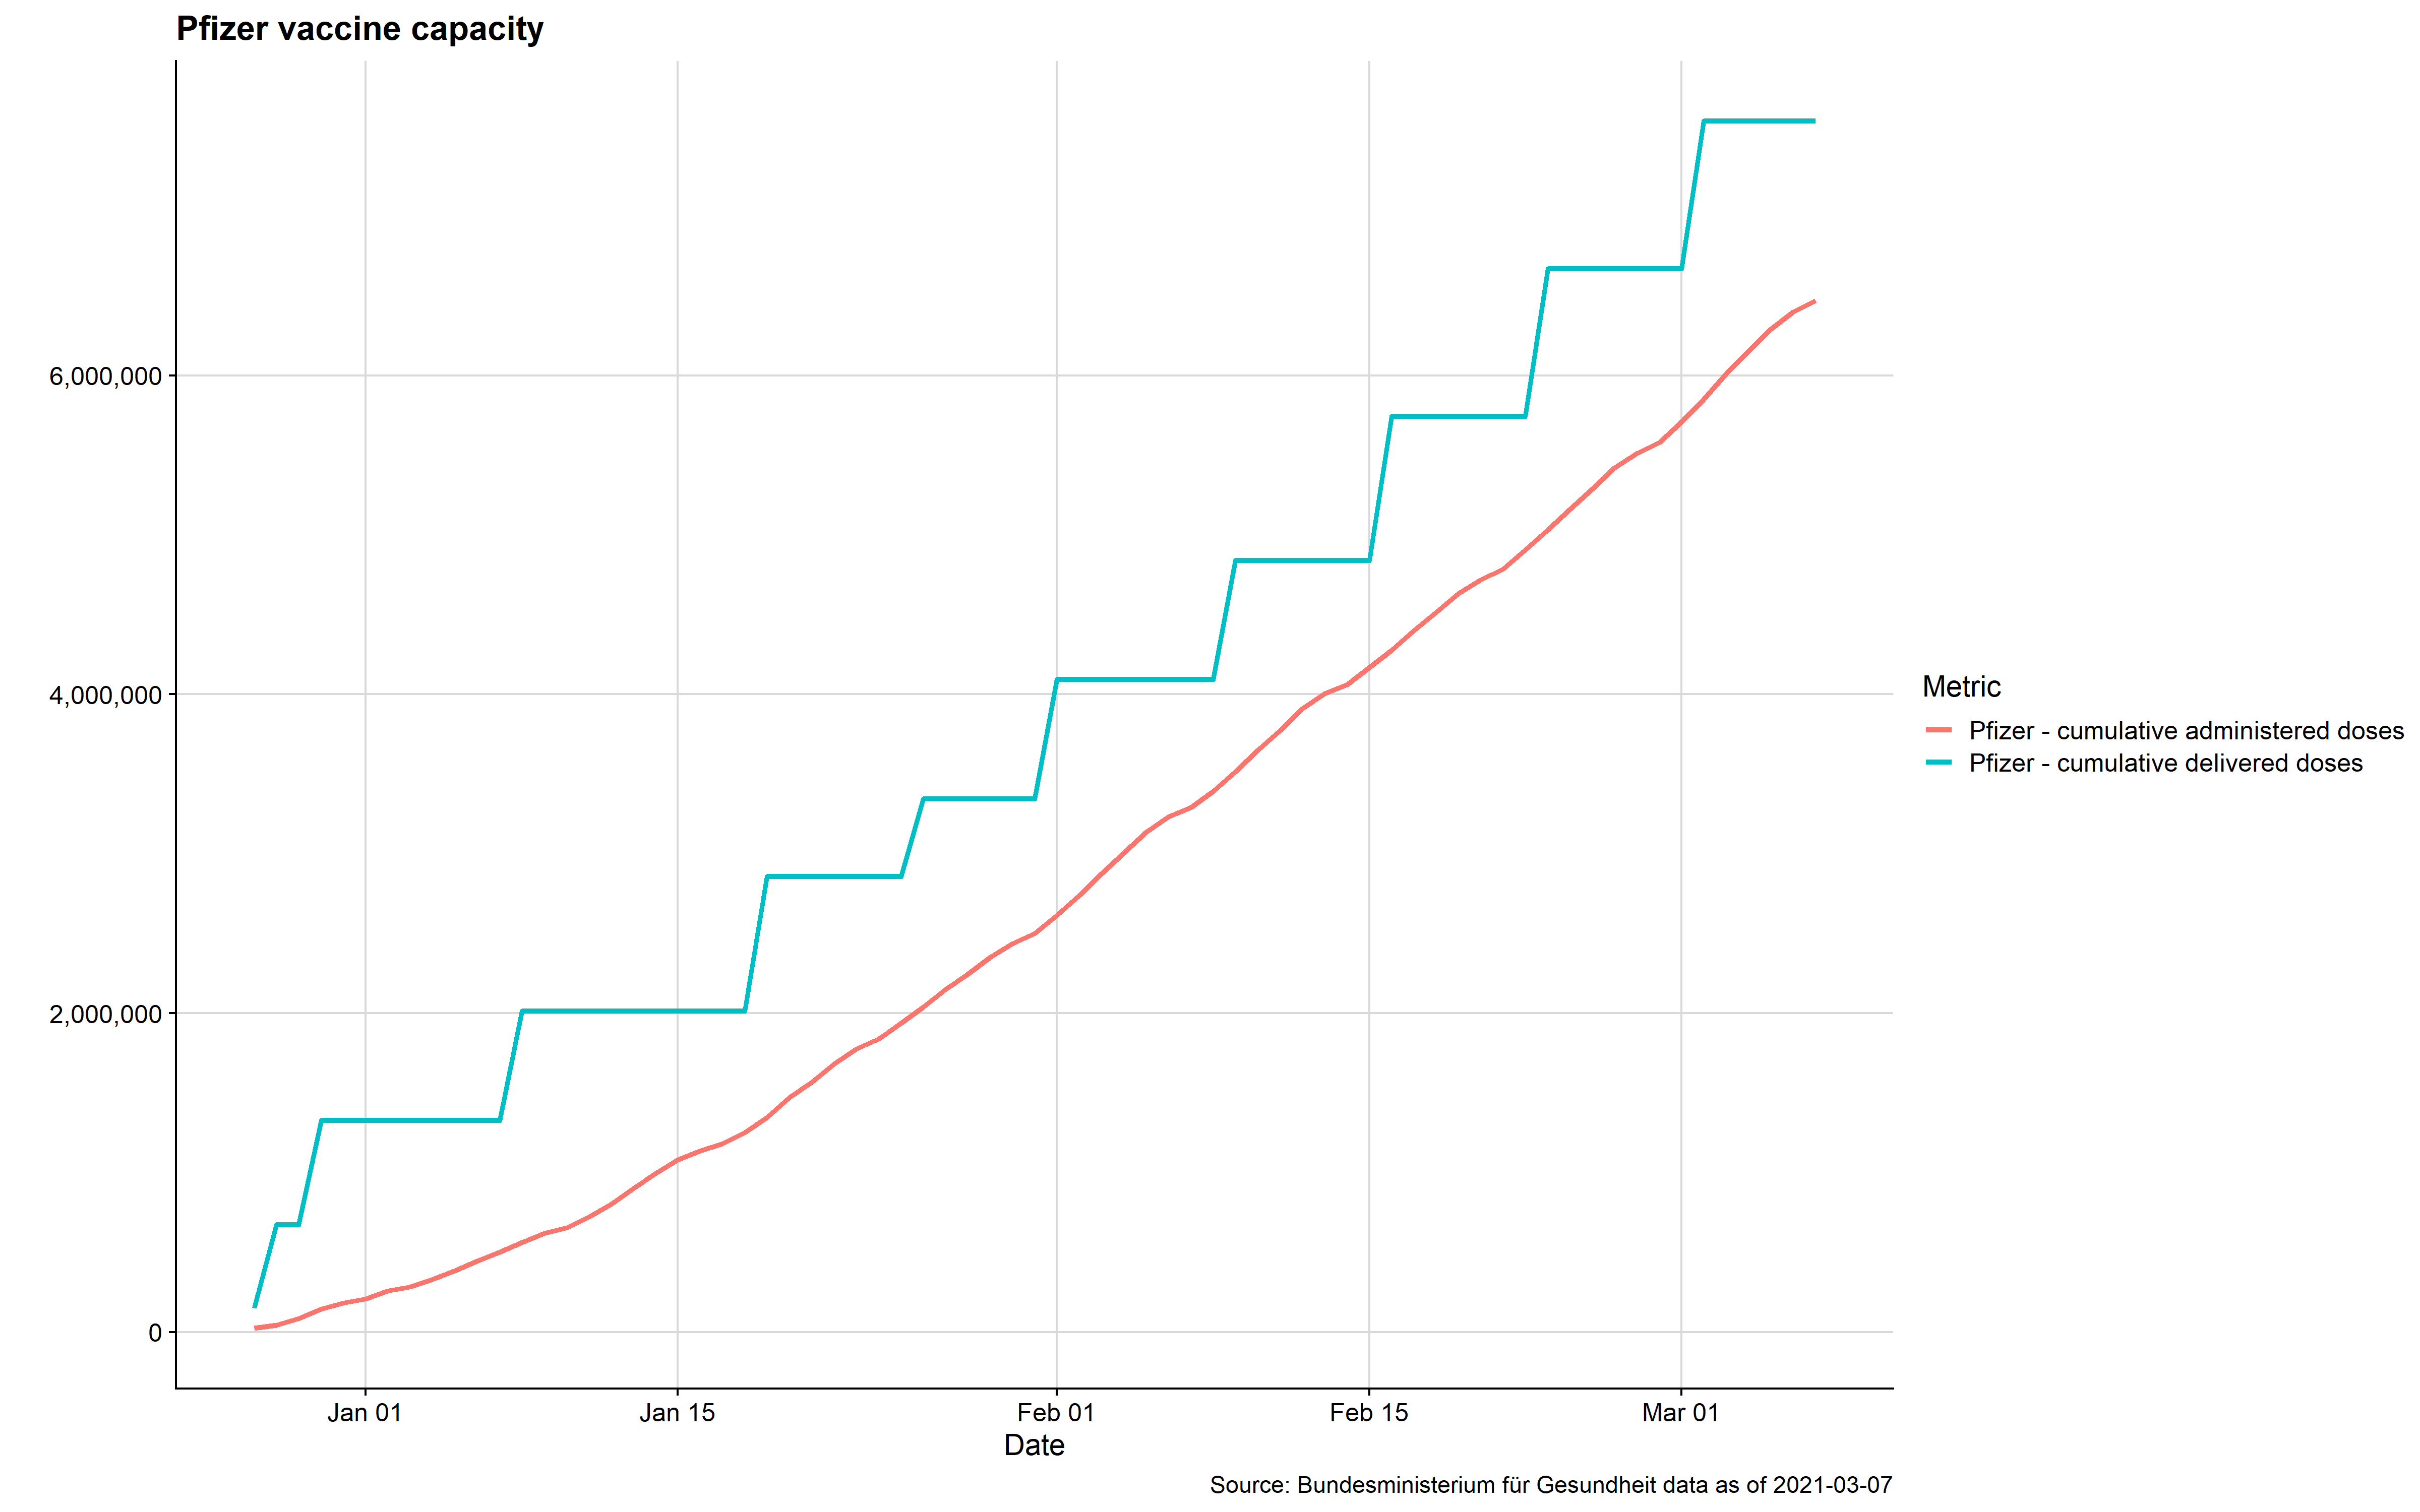 Pfizer vaccine capacity
6,000,000
4,000,000
2,000,000
0
Jan 01
Jan 15
Feb 01
Feb 15
Mar 01
Date
Metric
Pfizer - cumulative administered doses
Pfizer - cumulative delivered doses
Source: Bundesministerium für Gesundheit data as of 2021-03-07